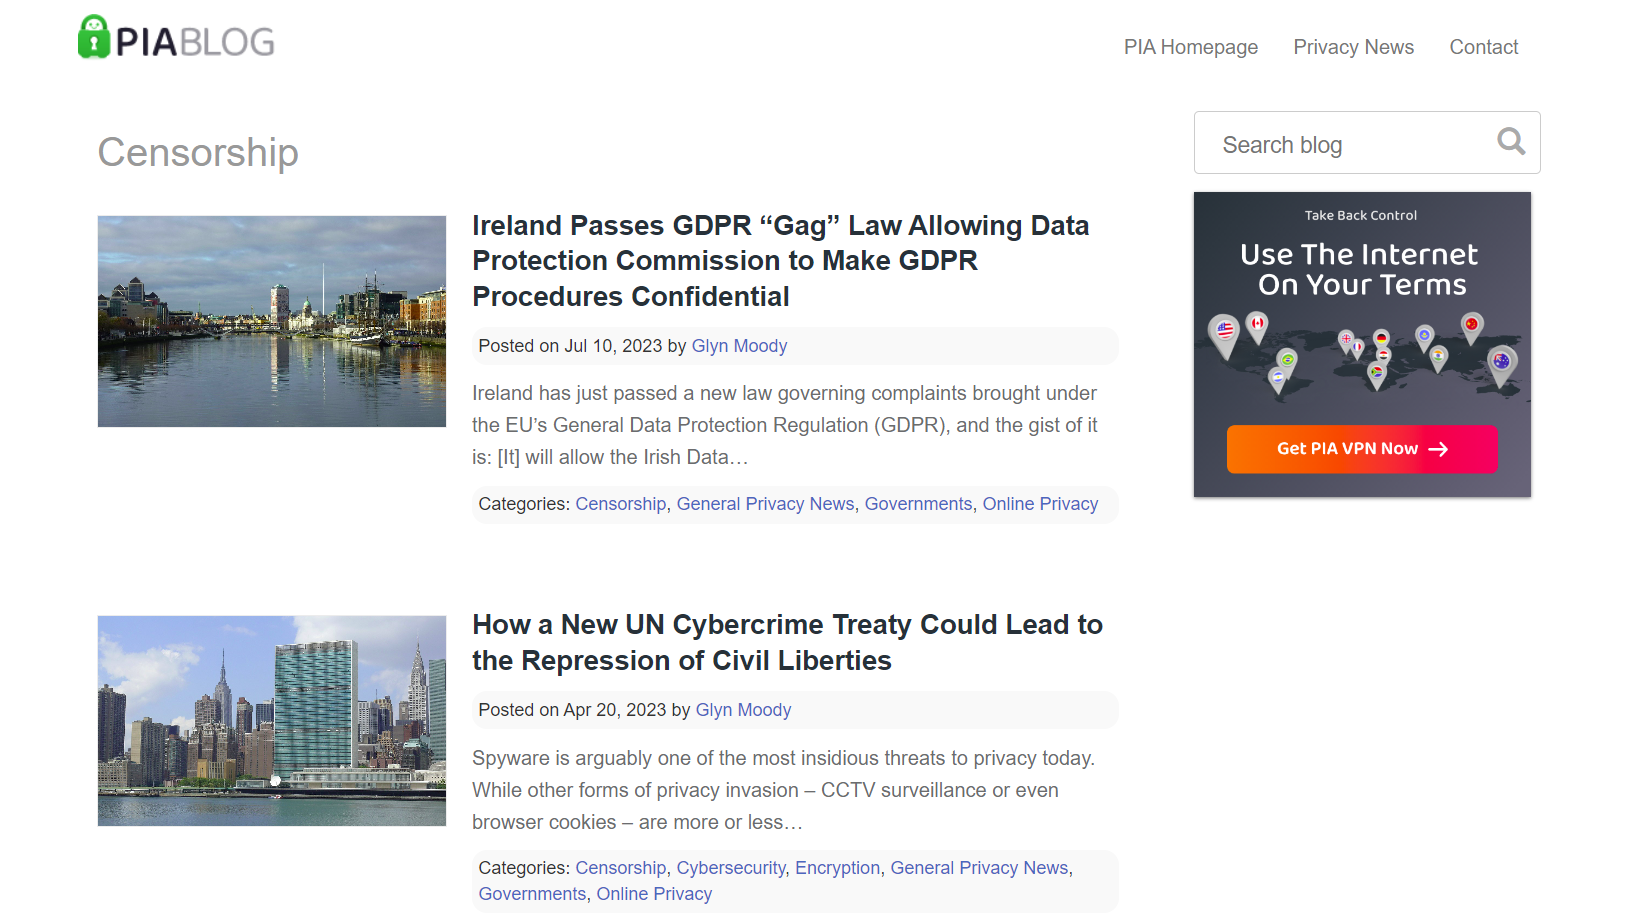 PIABLOG
PIA Homepage
Privacy News
Contact
Censorship
Search blog
Ireland Passes GDPR “Gag” Law Allowing Data
Protection Commission to Make GDPR
Procedures Confidential
Posted on Jul 10, 2023 by Glyn Moody
Ireland has just passed a new law governing complaints brought under
the EU’s General Data Protection Regulation (GDPR), and the gist of it
is: [It] will allow the Irish Data…
Categories: Censorship, General Privacy News, Governments, Online Privacy
Take Back Control
Use The Internet
On Your Terms
Get PIA VPN Now
How a New UN Cybercrime Treaty Could Lead to
the Repression of Civil Liberties
Posted on Apr 20, 2023 by Glyn Moody
Spyware is arguably one of the most insidious threats to privacy today.
While other forms of privacy invasion – CCTV surveillance or even
browser cookies – are more or less…
Categories: Censorship, Cybersecurity, Encryption, General Privacy News,
Governments, Online Privacy